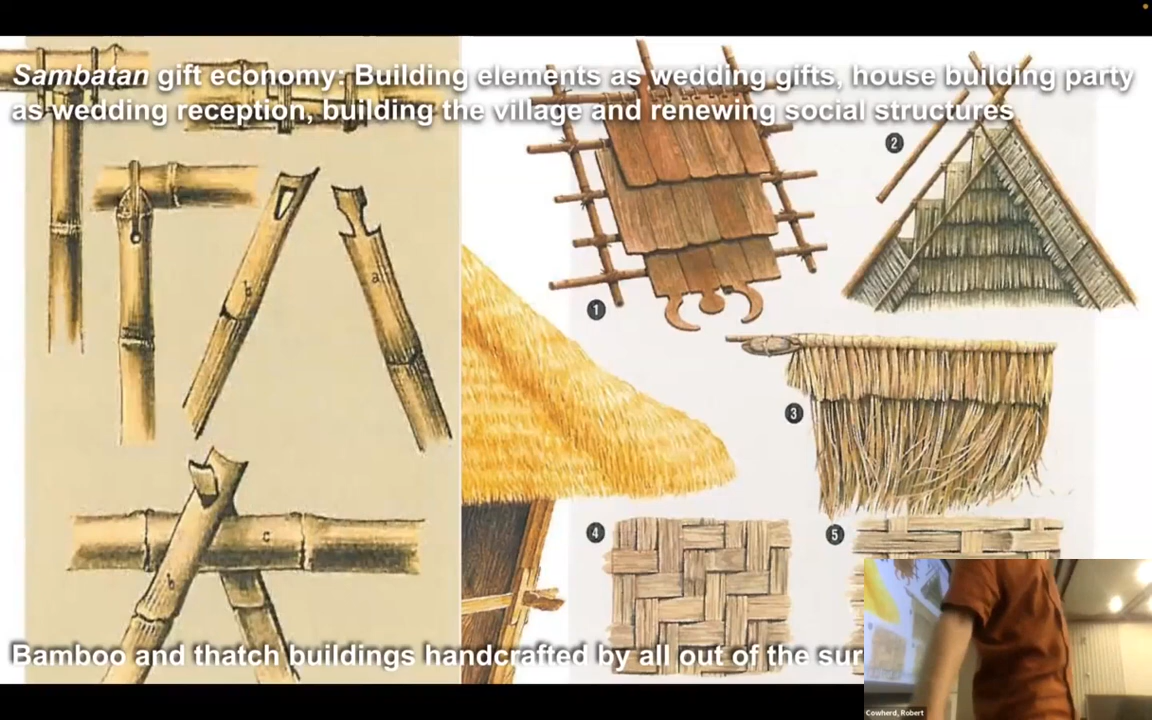 Sambatan gift economy: Building elements as wedding gifts, house building party
as wedding reception, building the village and renewing social structures
2
b
a
1
3
4
5
c
b
Bamboo and thatch buildings handcrafted by all out of the sur
Cowherd, Robert